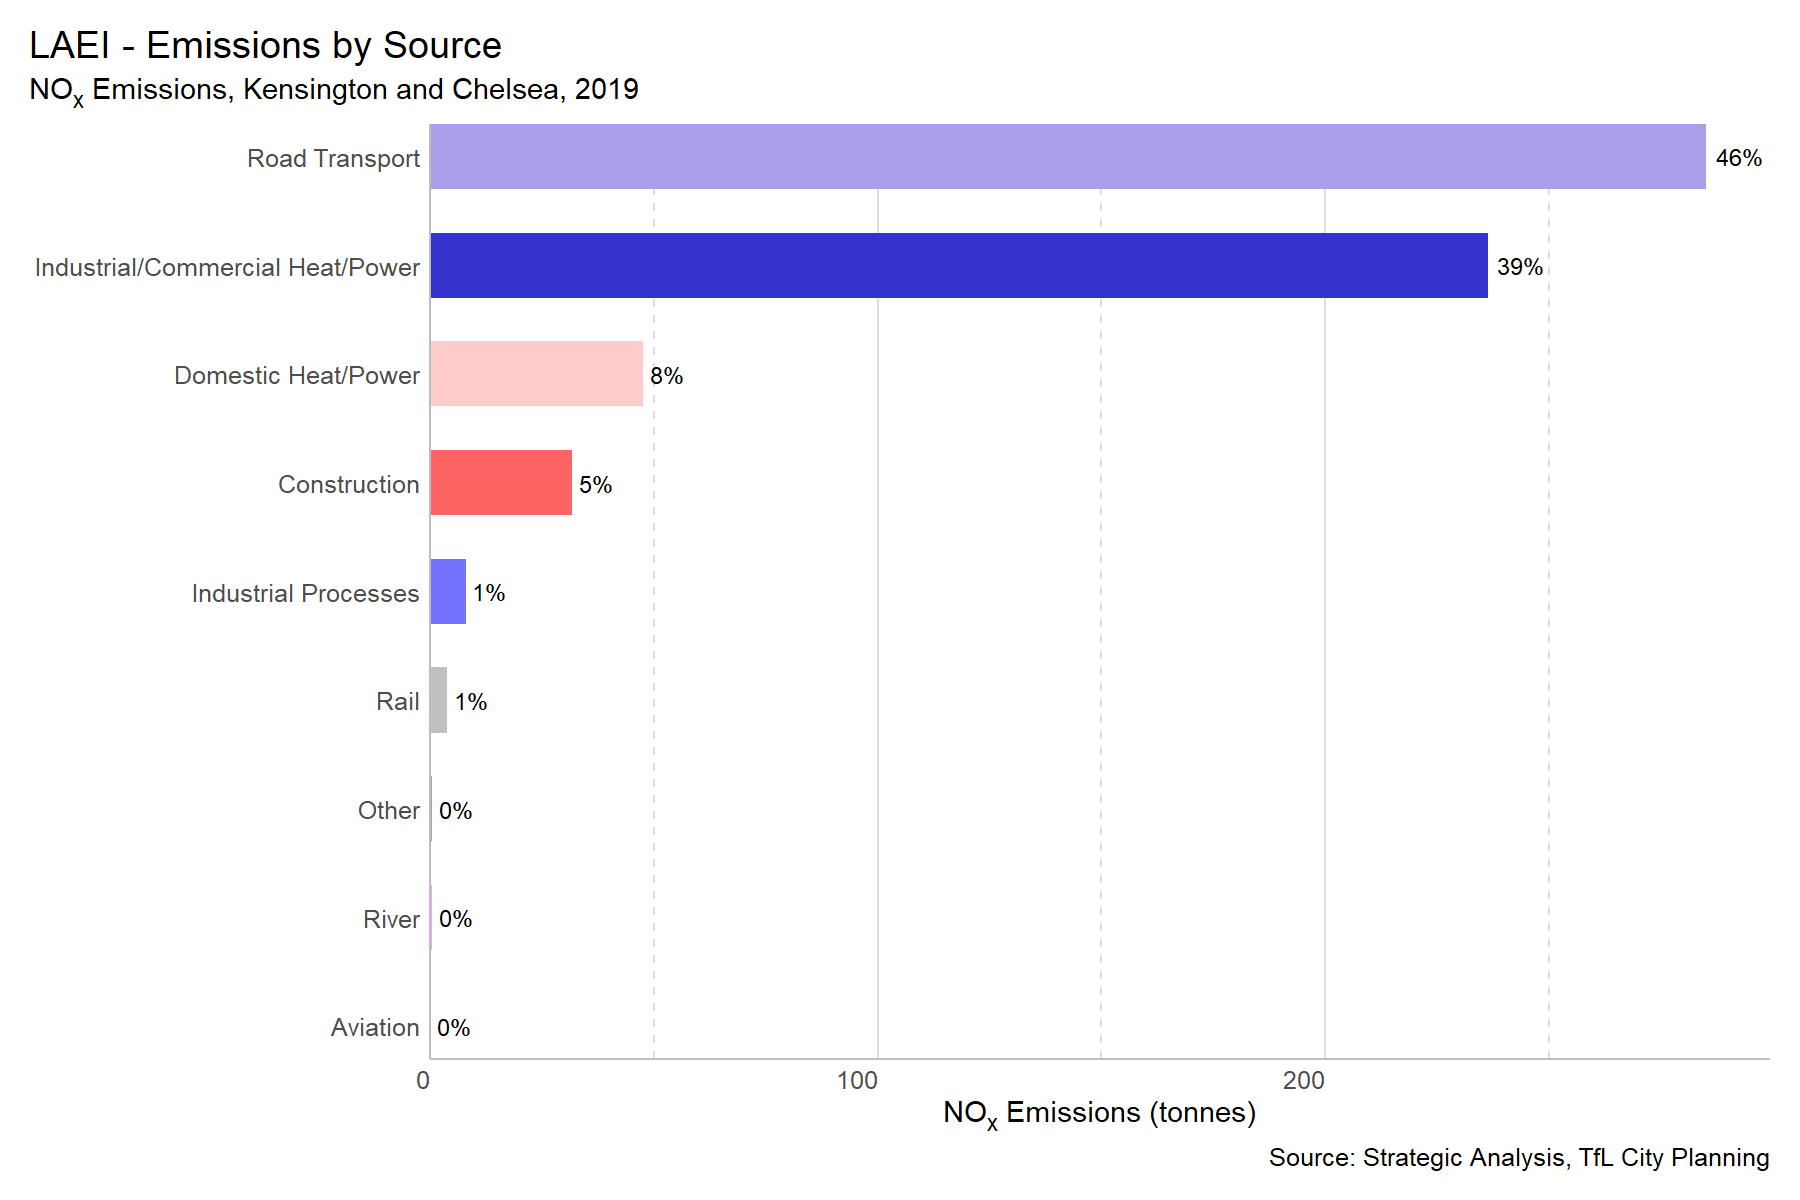 LAEI - Emissions by Source
NOx Emissions, Kensington and Chelsea, 2019
Road Transport 46%
Industrial/Commercial Heat/Power 39%
Domestic Heat/Power 8%
Construction 5%
Industrial Processes 1%
Rail 1%
Other 0%
River 0%
Aviation 0%
0 100 200
NOx Emissions (tonnes)
Source: Strategic Analysis, TfL City Planning